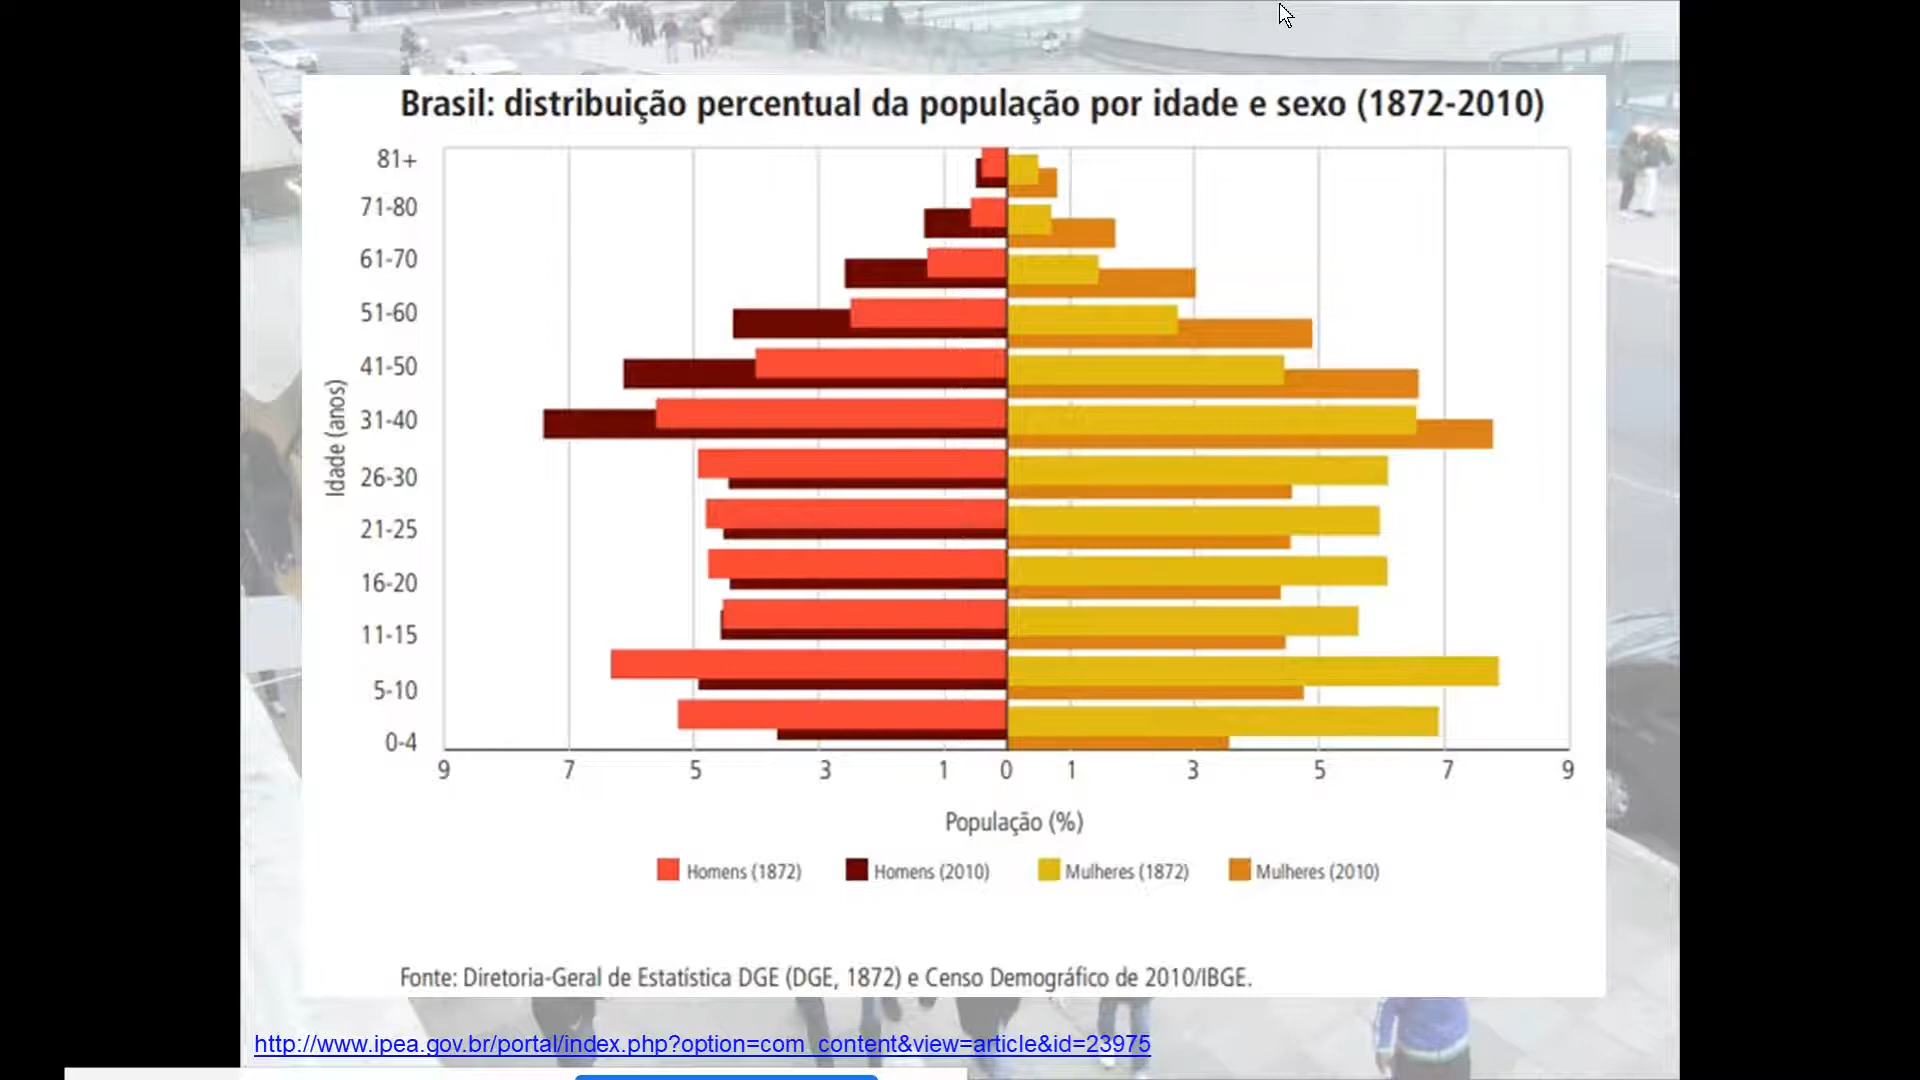 Brasil: distribuição percentual da população por idade e sexo (1872-2010)
81+
71-80
61-70
51-60
41-50
31-40
26-30
21-25
16-20
11-15
5-10
0-4
Idade (anos)
9 7 5 3 1 0 1 3 5 7 9
População (%)
Homens (1872) Homens (2010) Mulheres (1872) Mulheres (2010)
Fonte: Diretoria-Geral de Estatística DGE (DGE, 1872) e Censo Demográfico de 2010/IBGE.
http://www.ipea.gov.br/portal/index.php?option=com_content&view=article&id=23975